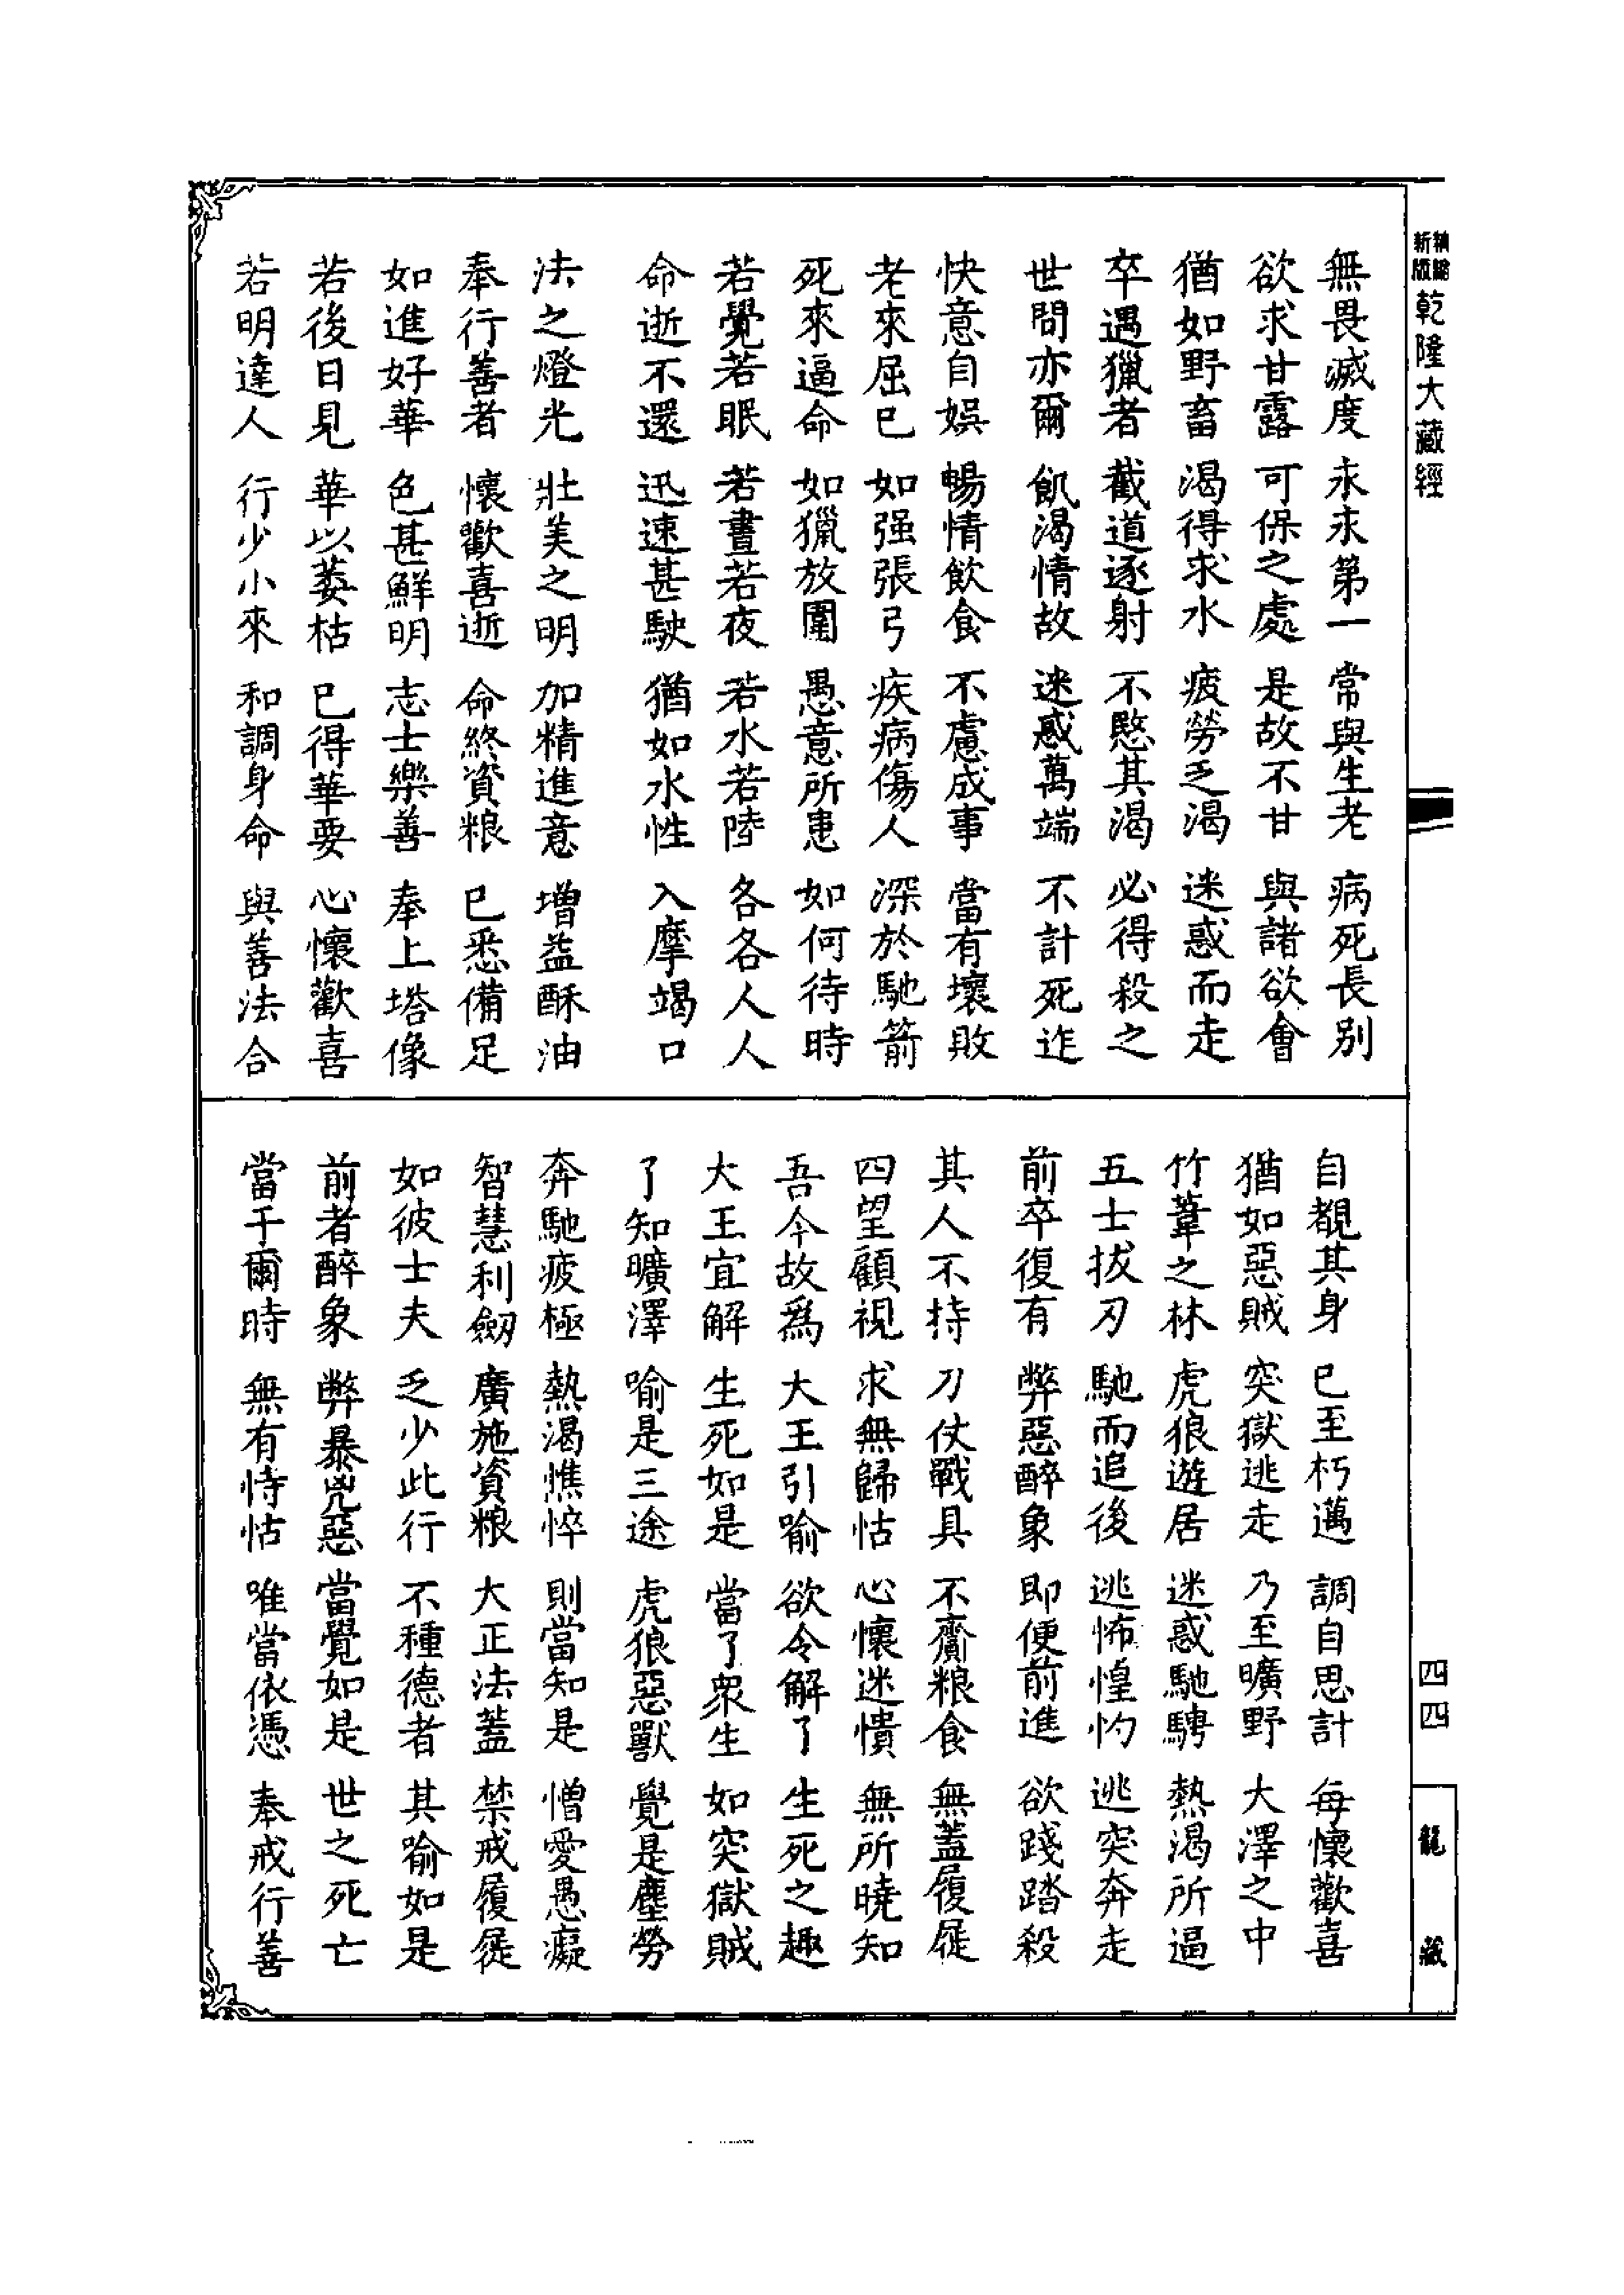 新版精縮乾隆大藏經
無畏滅度 永永第一 常與生老 病死長別
欲求甘露 可保之處 是故不甘 與諸欲會
猶如野畜 渴得求水 疲勞乏渴 迷惑而走
卒遇獵者 截道逐射 不愍其渴 必得殺之
世間亦爾 飢渴情故 迷惑萬端 不計死迮
快意自娛 暢情飲食 不慮成事 當有壞敗
老來屈已 如强張弓 疾病傷人 深於馳箭
死來逼命 如獵放圍 愚意所恚 如何待時
若覺若眠 若晝若夜 若水若陸 各各人人
命逝不還 迅速甚駛 猶如水性 入摩竭口
法之燈光 壯美之明 加精進意 增益酥油
奉行善者 懷歡喜逝 命終資粮 已悉備足
如進好華 色甚鮮明 志士樂善 奉上塔像
若後日見 華以萎枯 已得華要 心懷歡喜
若明達人 行少小來 和調身命 與善法合
自覩其身 已至朽邁 調自思計 每懷歡喜
猶如惡賊 突獄逃走 乃至曠野 大澤之中
竹葦之林 虎狼遊居 迷惑馳騁 熱渴所逼
五士拔刃 馳而追後 逃怖惶灼 逃突奔走
前卒復有 弊惡醉象 即便前進 欲踐踏殺
其人不持 刀仗戰具 不齎粮食 無蓋履屣
四望顧視 求無歸怙 心懷迷憒 無所曉知
吾今故爲 大王引喻 欲令解了 生死之趣
大王宜解 生死如是 當了衆生 如突獄賊
了知曠澤 喻是三途 虎狼惡獸 覺是塵勞
奔馳疲極 熱渴憔悴 則當知是 憎愛愚癡
智慧利劒 廣施資粮 大正法蓋 禁戒履屣
如彼士夫 乏少此行 不種德者 其喻如是
前者醉象 弊暴兇惡 當覺如是 世之死亡
當于爾時 無有恃怙 唯當依憑 奉戒行善
四四
龍藏